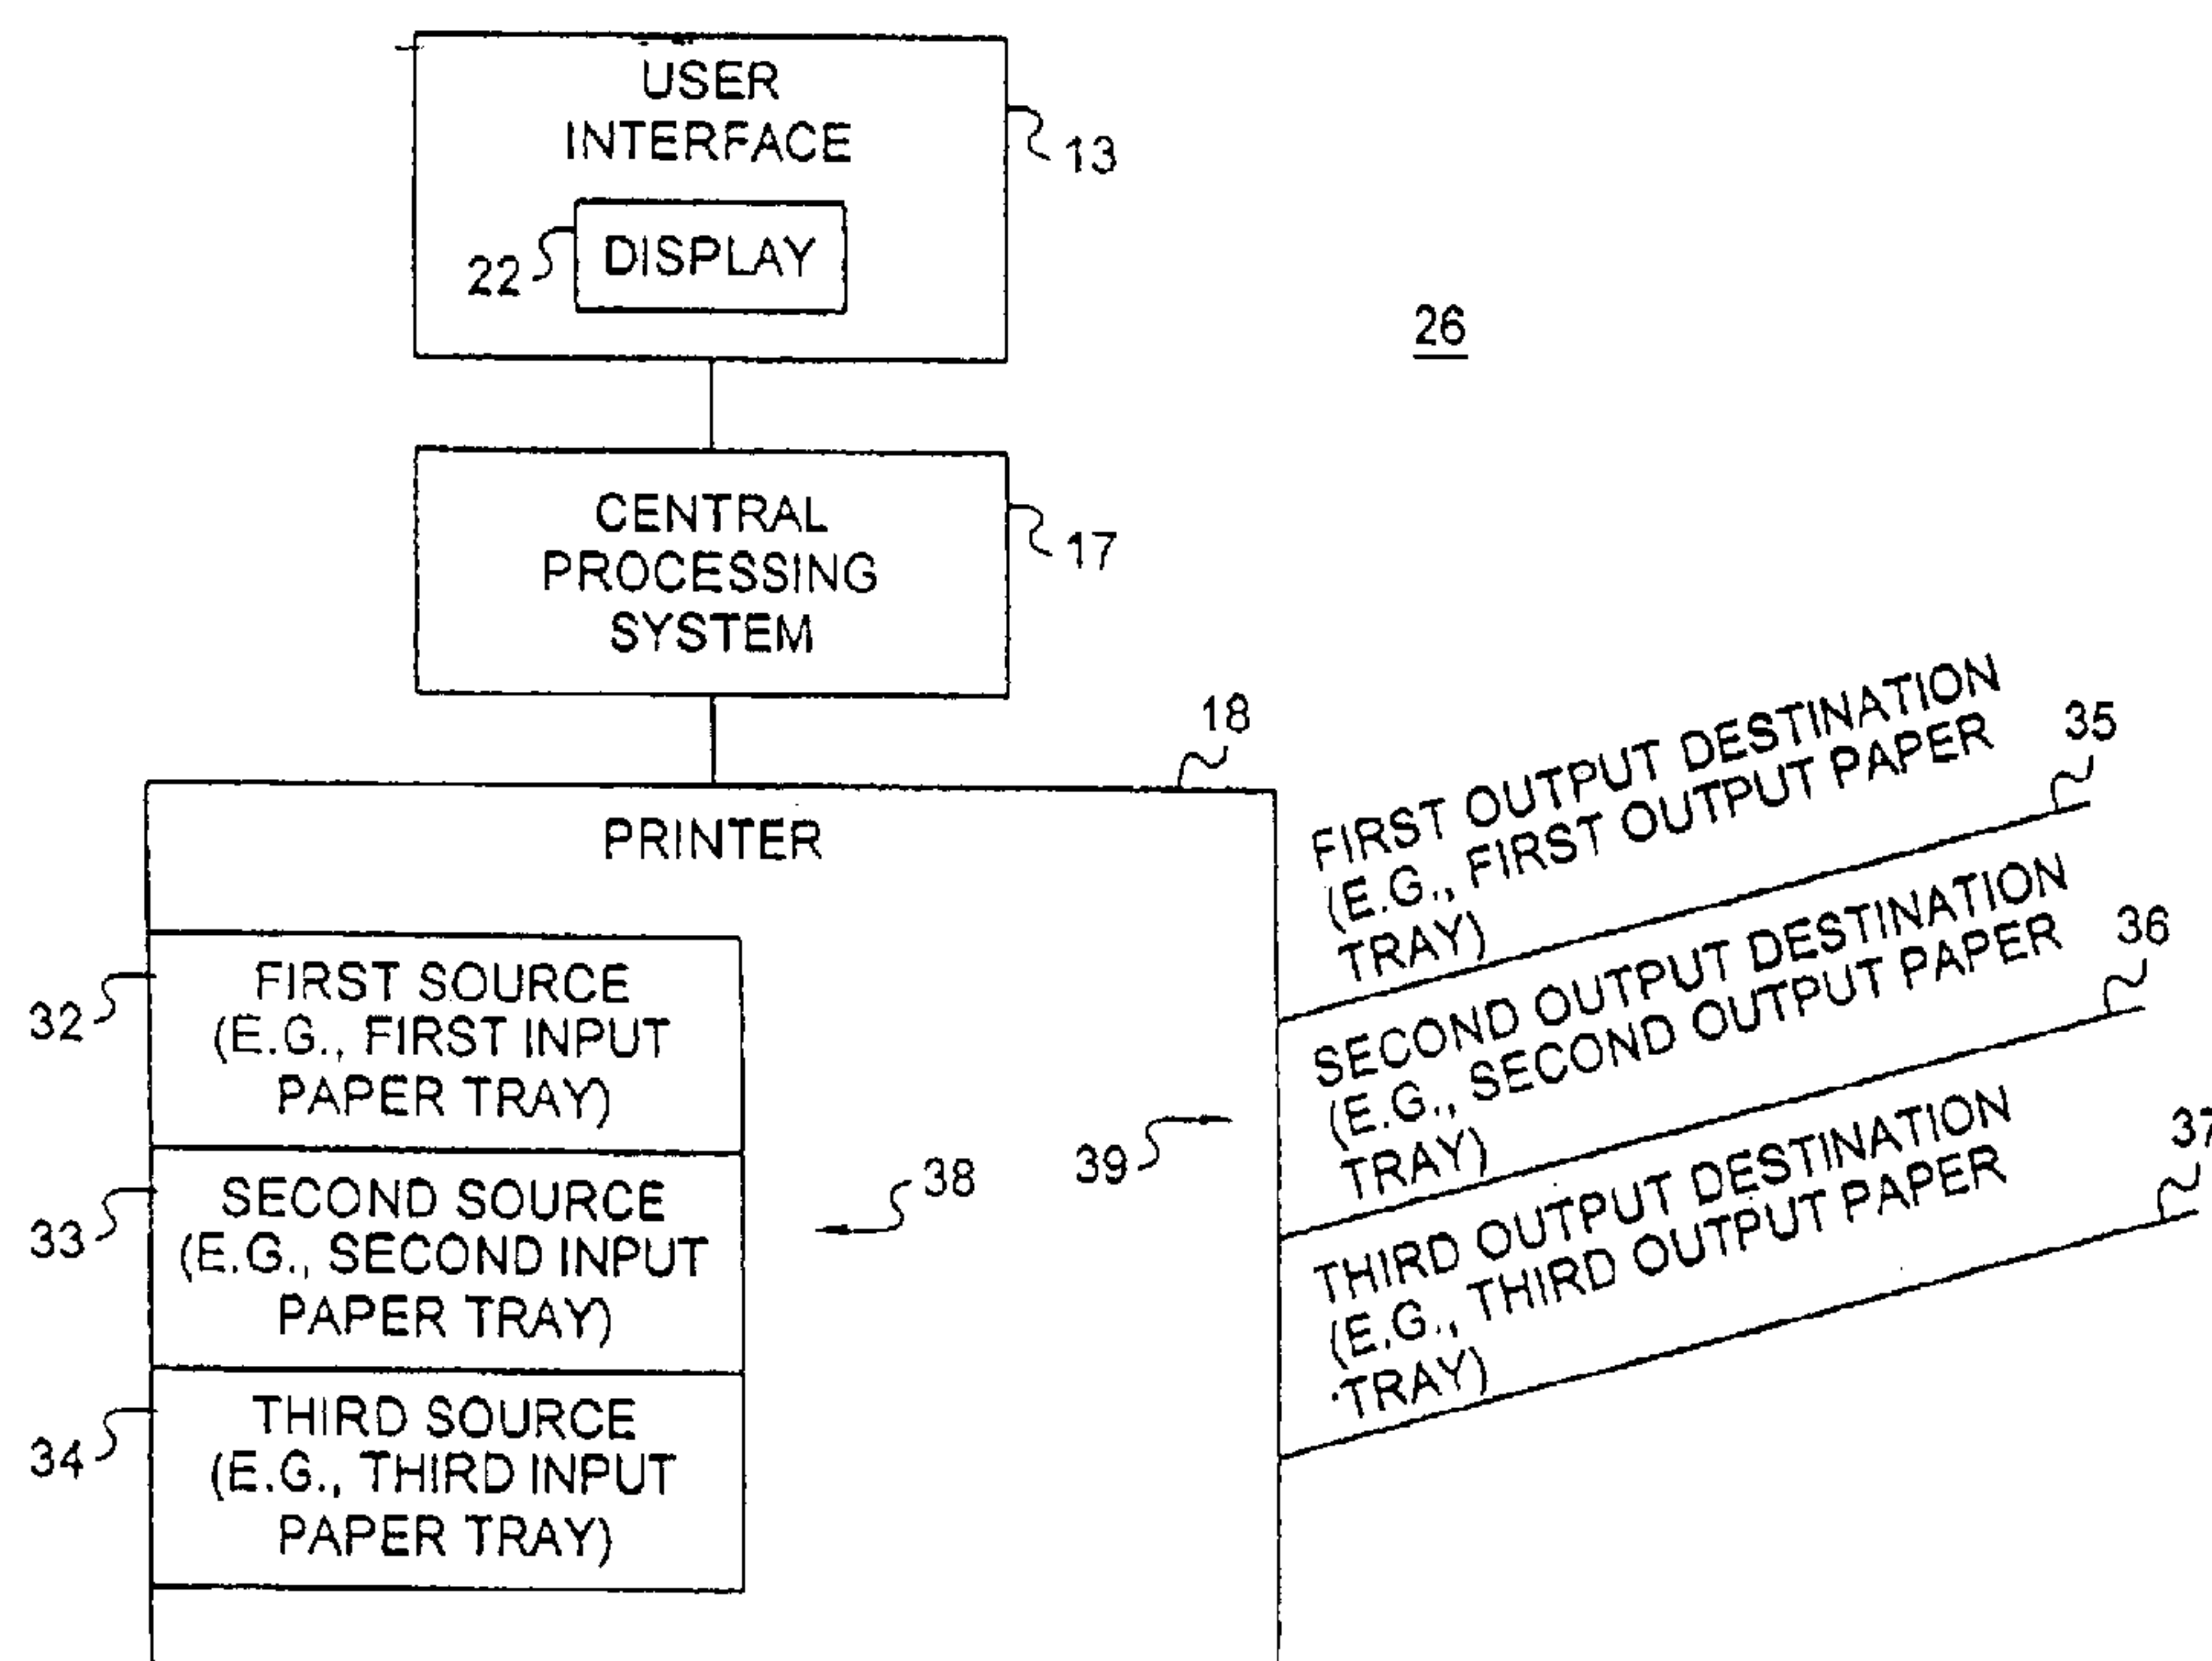 USER
INTERFACE
13
22
DISPLAY
26
CENTRAL
PROCESSING
SYSTEM
17
18
PRINTER
32
FIRST SOURCE
(E.G., FIRST INPUT
PAPER TRAY)
33
SECOND SOURCE
(E.G., SECOND INPUT
PAPER TRAY)
38
34
THIRD SOURCE
(E.G., THIRD INPUT
PAPER TRAY)
39
FIRST OUTPUT DESTINATION
(E.G., FIRST OUTPUT PAPER
TRAY)
35
SECOND OUTPUT DESTINATION
(E.G., SECOND OUTPUT PAPER
TRAY)
36
THIRD OUTPUT DESTINATION
(E.G., THIRD OUTPUT PAPER
TRAY)
37